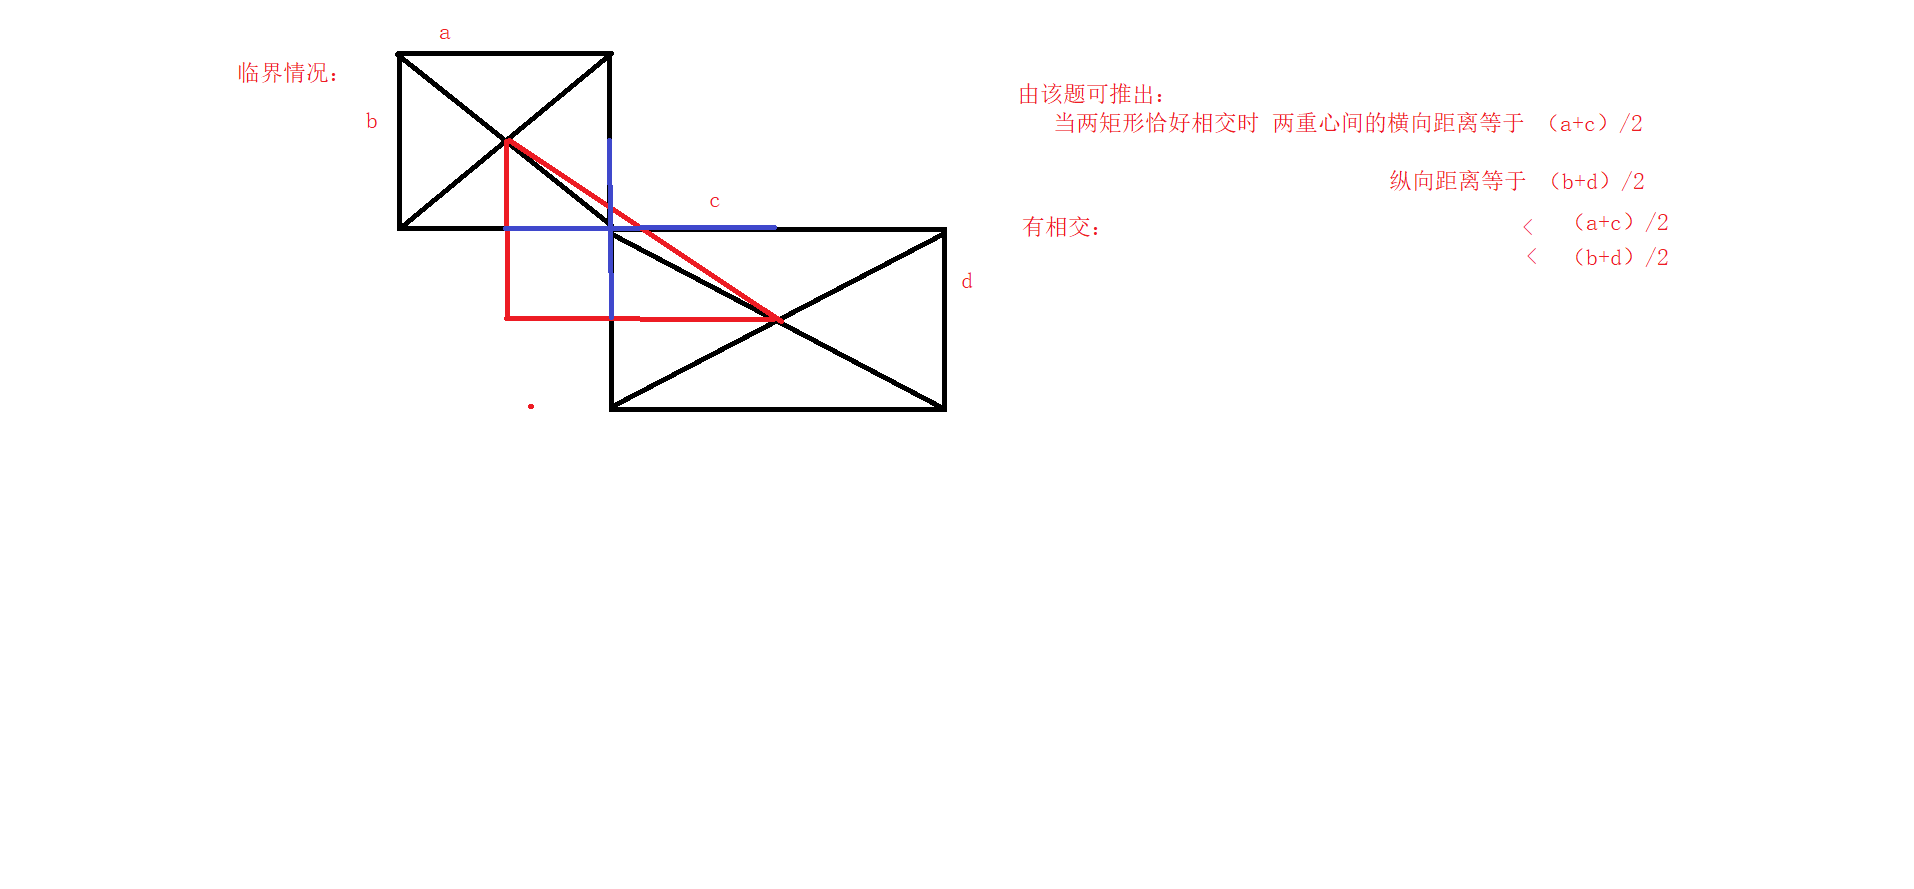 a
临界情况：
b
c
d
由该题可推出：
当两矩形恰好相交时 两重心间的横向距离等于 （a+c）/2
纵向距离等于 （b+d）/2
有相交： < （a+c）/2
< （b+d）/2